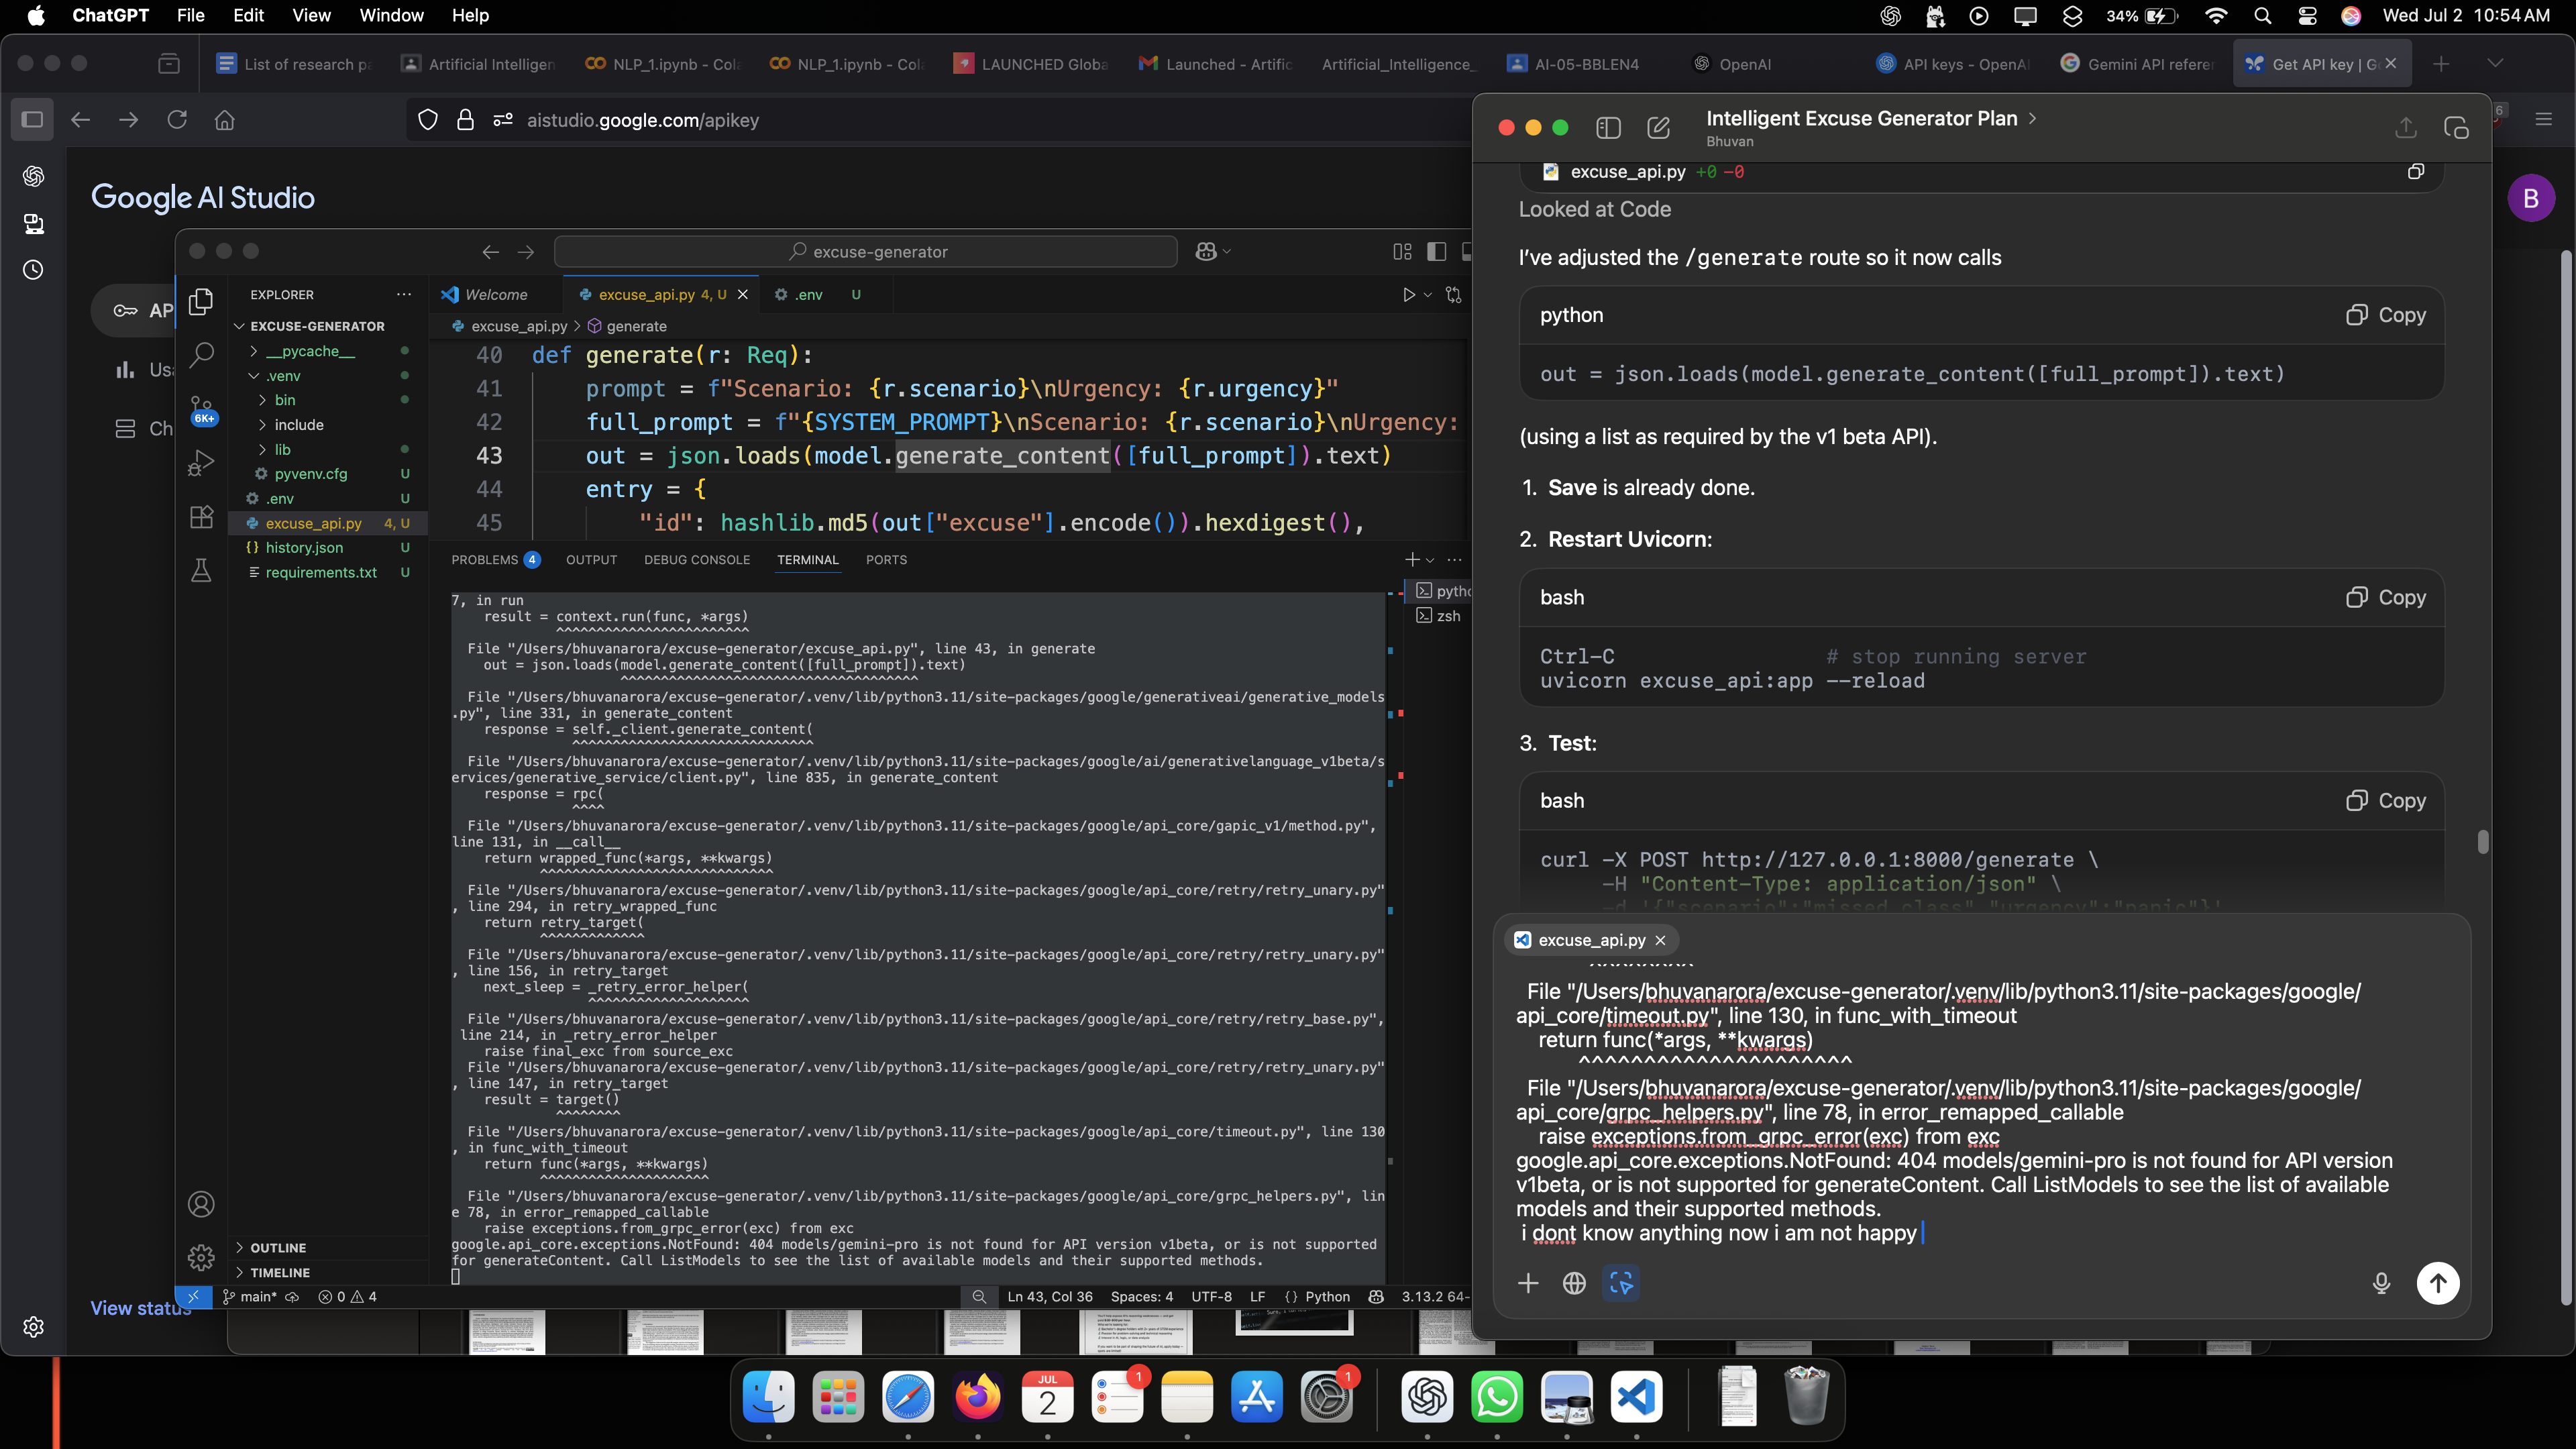 ChatGPT File Edit View Window Help
34% Wed Jul 2 10:54 AM
List of research pa
Artificial Intelligen
NLP_1.ipynb - Cola
NLP_1.ipynb - Cola
LAUNCHED Globa
Launched - Artific
Artificial_Intelligence_
AI-05-BBLEN4
OpenAI
API keys - OpenAI
Gemini API referen
Get API key | G
aistudio.google.com/apikey
6
Google AI Studio
B
AP
Usa
Ch
View status
excuse-generator
EXPLORER
Welcome
excuse_api.py 4, U
.env U
EXCUSE-GENERATOR
__pycache__
.venv
bin
include
lib
pyvenv.cfg U
.env U
excuse_api.py 4, U
history.json U
requirements.txt U
6K+
OUTLINE
TIMELINE
excuse_api.py > generate
40 def generate(r: Req):
41 prompt = f"Scenario: {r.scenario}\nUrgency: {r.urgency}"
42 full_prompt = f"{SYSTEM_PROMPT}\nScenario: {r.scenario}\nUrgency:
43 out = json.loads(model.generate_content([full_prompt]).text)
44 entry = {
45 "id": hashlib.md5(out["excuse"].encode()).hexdigest(),
PROBLEMS 4 OUTPUT DEBUG CONSOLE TERMINAL PORTS
pytho
zsh
7, in run
result = context.run(func, *args)
^^^^^^^^^^^^^^^^^^^^^^^^
File "/Users/bhuvanarora/excuse-generator/excuse_api.py", line 43, in generate
out = json.loads(model.generate_content([full_prompt]).text)
^^^^^^^^^^^^^^^^^^^^^^^^^^^^^^^^^^^^^
File "/Users/bhuvanarora/excuse-generator/.venv/lib/python3.11/site-packages/google/generativeai/generative_models
.py", line 331, in generate_content
response = self._client.generate_content(
^^^^^^^^^^^^^^^^^^^^^^^^^^^^^^
File "/Users/bhuvanarora/excuse-generator/.venv/lib/python3.11/site-packages/google/ai/generativelanguage_v1beta/s
ervices/generative_service/client.py", line 835, in generate_content
response = rpc(
^^^^
File "/Users/bhuvanarora/excuse-generator/.venv/lib/python3.11/site-packages/google/api_core/gapic_v1/method.py",
line 131, in __call__
return wrapped_func(*args, **kwargs)
^^^^^^^^^^^^^^^^^^^^^^^^^^^^^
File "/Users/bhuvanarora/excuse-generator/.venv/lib/python3.11/site-packages/google/api_core/retry/retry_unary.py"
, line 294, in retry_wrapped_func
return retry_target(
^^^^^^^^^^^^^
File "/Users/bhuvanarora/excuse-generator/.venv/lib/python3.11/site-packages/google/api_core/retry/retry_unary.py"
, line 156, in retry_target
next_sleep = _retry_error_helper(
^^^^^^^^^^^^^^^^^^^^
File "/Users/bhuvanarora/excuse-generator/.venv/lib/python3.11/site-packages/google/api_core/retry/retry_base.py",
line 214, in _retry_error_helper
raise final_exc from source_exc
File "/Users/bhuvanarora/excuse-generator/.venv/lib/python3.11/site-packages/google/api_core/retry/retry_unary.py"
, line 147, in retry_target
result = target()
^^^^^^^^
File "/Users/bhuvanarora/excuse-generator/.venv/lib/python3.11/site-packages/google/api_core/timeout.py", line 130
, in func_with_timeout
return func(*args, **kwargs)
^^^^^^^^^^^^^^^^^^^^^
File "/Users/bhuvanarora/excuse-generator/.venv/lib/python3.11/site-packages/google/api_core/grpc_helpers.py", lin
e 78, in error_remapped_callable
raise exceptions.from_grpc_error(exc) from exc
google.api_core.exceptions.NotFound: 404 models/gemini-pro is not found for API version v1beta, or is not supported
for generateContent. Call ListModels to see the list of available models and their supported methods.
main* 0 4
Ln 43, Col 36 Spaces: 4 UTF-8 LF {} Python 3.13.2 64-
Intelligent Excuse Generator Plan >
Bhuvan
excuse_api.py +0 −0
Looked at Code
I’ve adjusted the /generate route so it now calls
python Copy
out = json.loads(model.generate_content([full_prompt]).text)
(using a list as required by the v1 beta API).
1. Save is already done.
2. Restart Uvicorn:
bash Copy
Ctrl-C # stop running server
uvicorn excuse_api:app --reload
3. Test:
bash Copy
curl -X POST http://127.0.0.1:8000/generate \
-H "Content-Type: application/json" \
-d '{"scenario":"missed class","urgency":"panic"}'
excuse_api.py
^^^^^^^^
File "/Users/bhuvanarora/excuse-generator/.venv/lib/python3.11/site-packages/google/
api_core/timeout.py", line 130, in func_with_timeout
return func(*args, **kwargs)
^^^^^^^^^^^^^^^^^^^^^
File "/Users/bhuvanarora/excuse-generator/.venv/lib/python3.11/site-packages/google/
api_core/grpc_helpers.py", line 78, in error_remapped_callable
raise exceptions.from_grpc_error(exc) from exc
google.api_core.exceptions.NotFound: 404 models/gemini-pro is not found for API version
v1beta, or is not supported for generateContent. Call ListModels to see the list of available
models and their supported methods.
i dont know anything now i am not happy
JUL
2
1
1